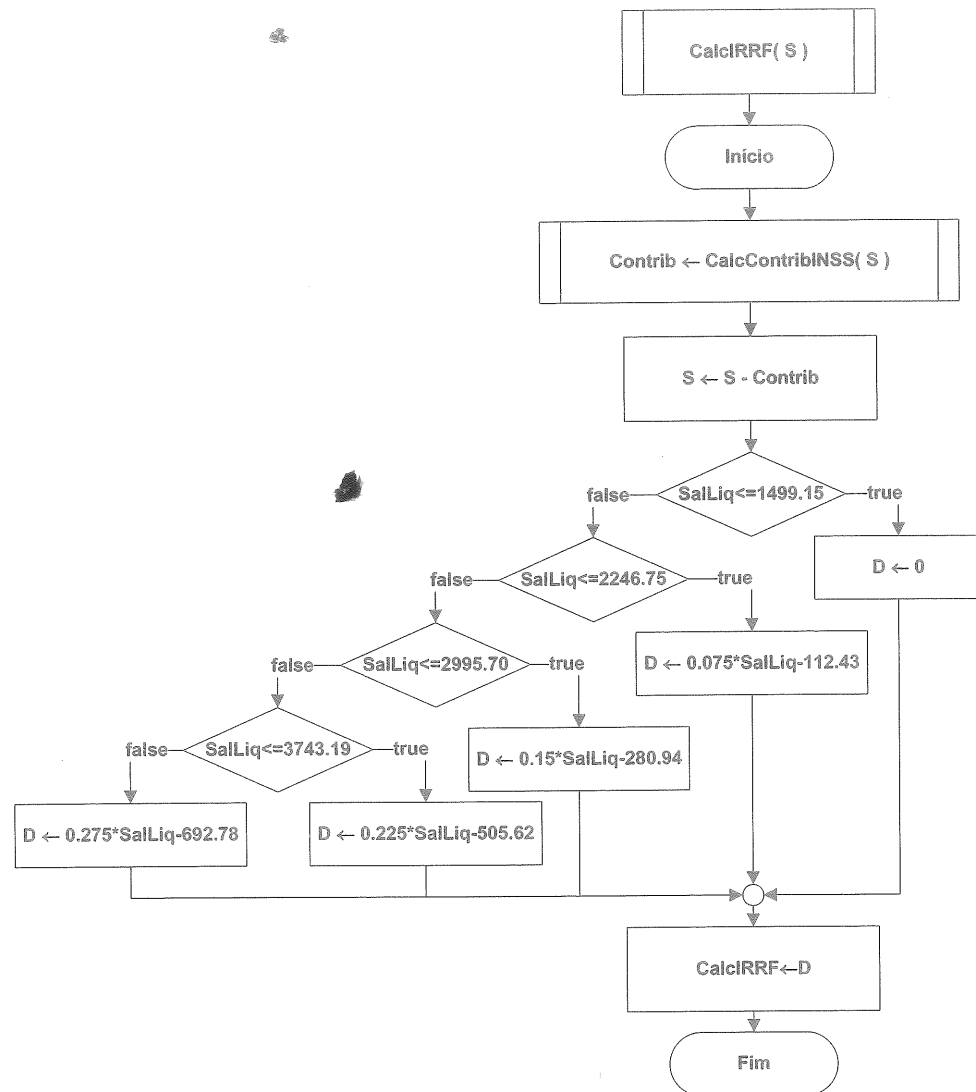 CalcIRRF( S )
Início
Contrib ← CalcContribINSS( S )
S ← S - Contrib
SalLiq<=1499.15
false
true
D ← 0
SalLiq<=2246.75
false
true
D ← 0.075*SalLiq-112.43
SalLiq<=2995.70
false
true
D ← 0.15*SalLiq-280.94
SalLiq<=3743.19
false
true
D ← 0.275*SalLiq-692.78
D ← 0.225*SalLiq-505.62
CalcIRRF←D
Fim